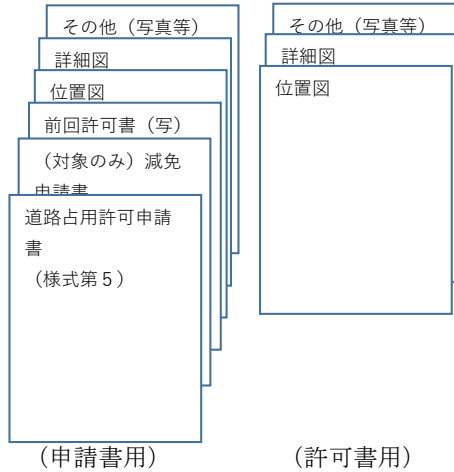 その他（写真等）
詳細図
位置図
前回許可書（写）
（対象のみ）減免
申請書
道路占用許可申請
書
（様式第５）
（申請書用）
その他（写真等）
詳細図
位置図
（許可書用）